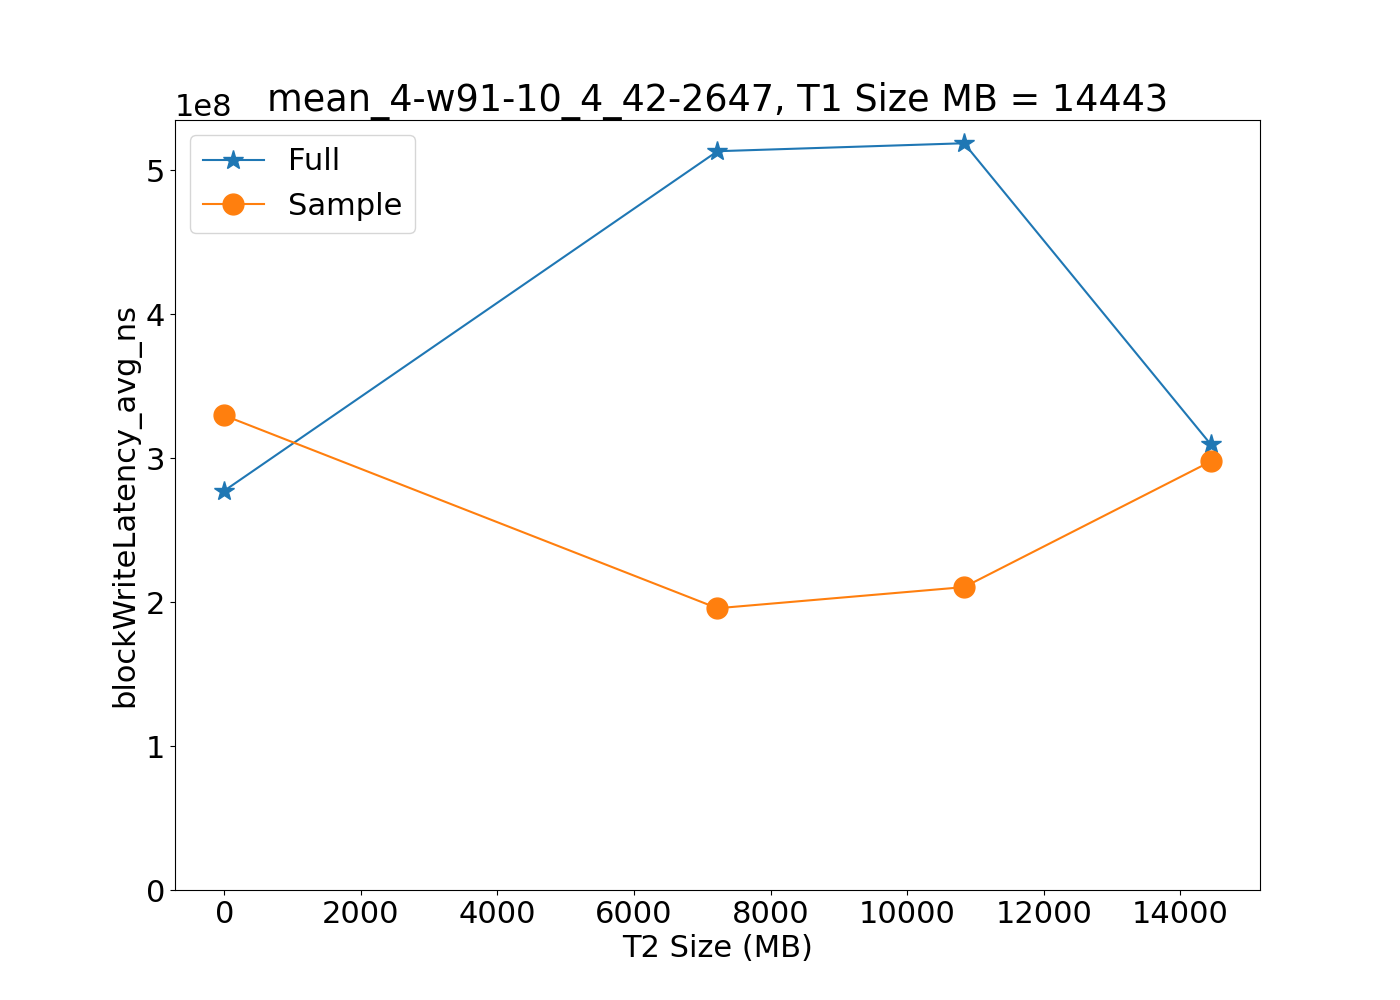 1e8
mean_4-w91-10_4_42-2647, T1 Size MB = 14443
Full
Sample
blockWriteLatency_avg_ns
5
4
3
2
1
0
0 2000 4000 6000 8000 10000 12000 14000
T2 Size (MB)